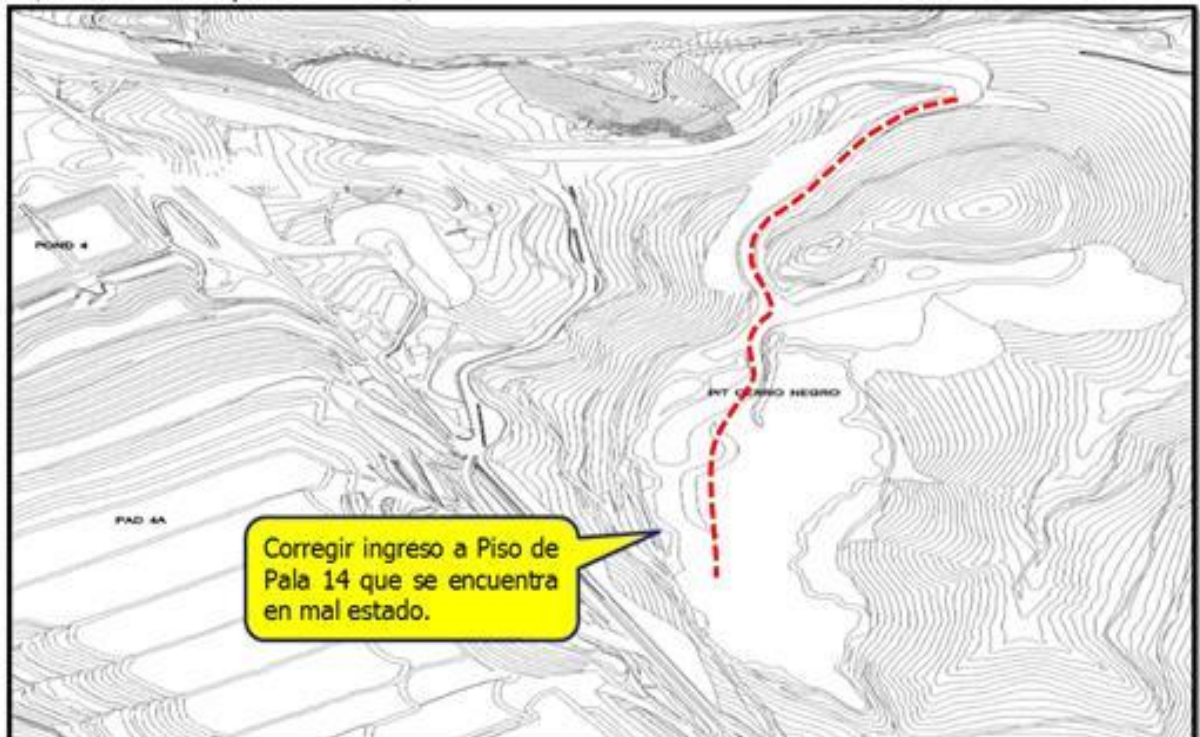 POND 4
PIT CERRO NEGRO
PAD 4A
Corregir ingreso a Piso de
Pala 14 que se encuentra
en mal estado.